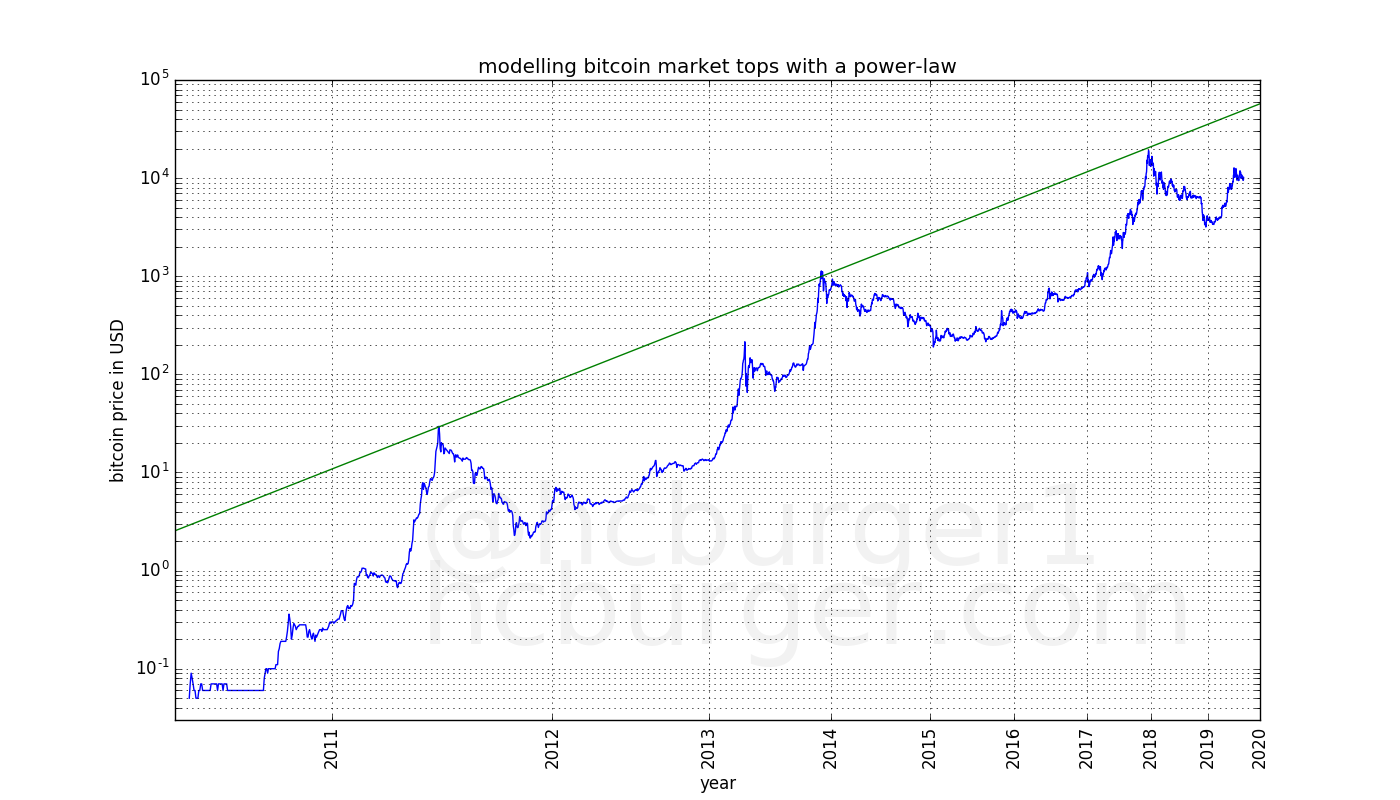 modelling bitcoin market tops with a power-law
10^5
10^4
10^3
10^2
10^1
10^0
10^-1
bitcoin price in USD
@hcburger1
hcburger.com
2011 2012 2013 2014 2015 2016 2017 2018 2019 2020
year